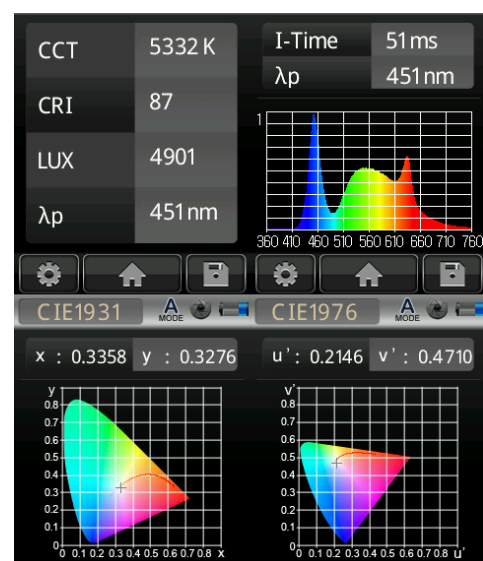 CCT 5332 K
CRI 87
LUX 4901
λp 451 nm
I-Time 51 ms
λp 451 nm
1
360 410 460 510 560 610 660 710 760
CIE1931 A MODE
CIE1976 A MODE
x : 0.3358 y : 0.3276
u' : 0.2146 v' : 0.4710
y
0.8
0.7
0.6
0.5
0.4
0.3
0.2
0.1
0
0 0.1 0.2 0.3 0.4 0.5 0.6 0.7 0.8 x
v'
0.8
0.7
0.6
0.5
0.4
0.3
0.2
0.1
0
0 0.1 0.2 0.3 0.4 0.5 0.6 0.7 0.8 u'